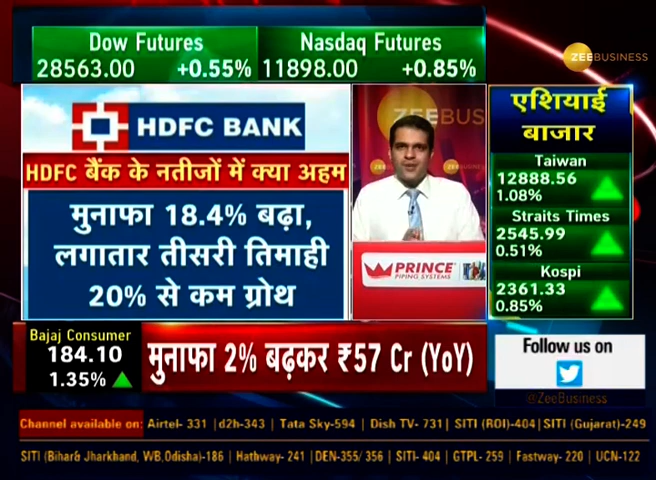 Dow Futures
28563.00 +0.55%
Nasdaq Futures
11898.00 +0.85%
ZEE BUSINESS
HDFC BANK
HDFC बैंक के नतीजों में क्या अहम
मुनाफा 18.4% बढ़ा,
लगातार तीसरी तिमाही
20% से कम ग्रोथ
ZEEBUS
PRINCE
PIPING SYSTEMS
एशियाई
बाजार
Taiwan
12888.56
1.08%
Straits Times
2545.99
0.51%
Kospi
2361.33
0.85%
Bajaj Consumer
184.10
1.35%
मुनाफा 2% बढ़कर ₹57 Cr (YoY)
Follow us on
@ZeeBusiness
Channel available on: Airtel- 331 |d2h-343 | Tata Sky-594 | Dish TV- 731| SITI (ROI)-404| SITI (Gujarat)-249
SITI (Bihar& Jharkhand, WB,Odisha)-186 | Hathway- 241 |DEN-355/ 356 | SITI- 404 | GTPL- 259 | Fastway- 220 | UCN-122